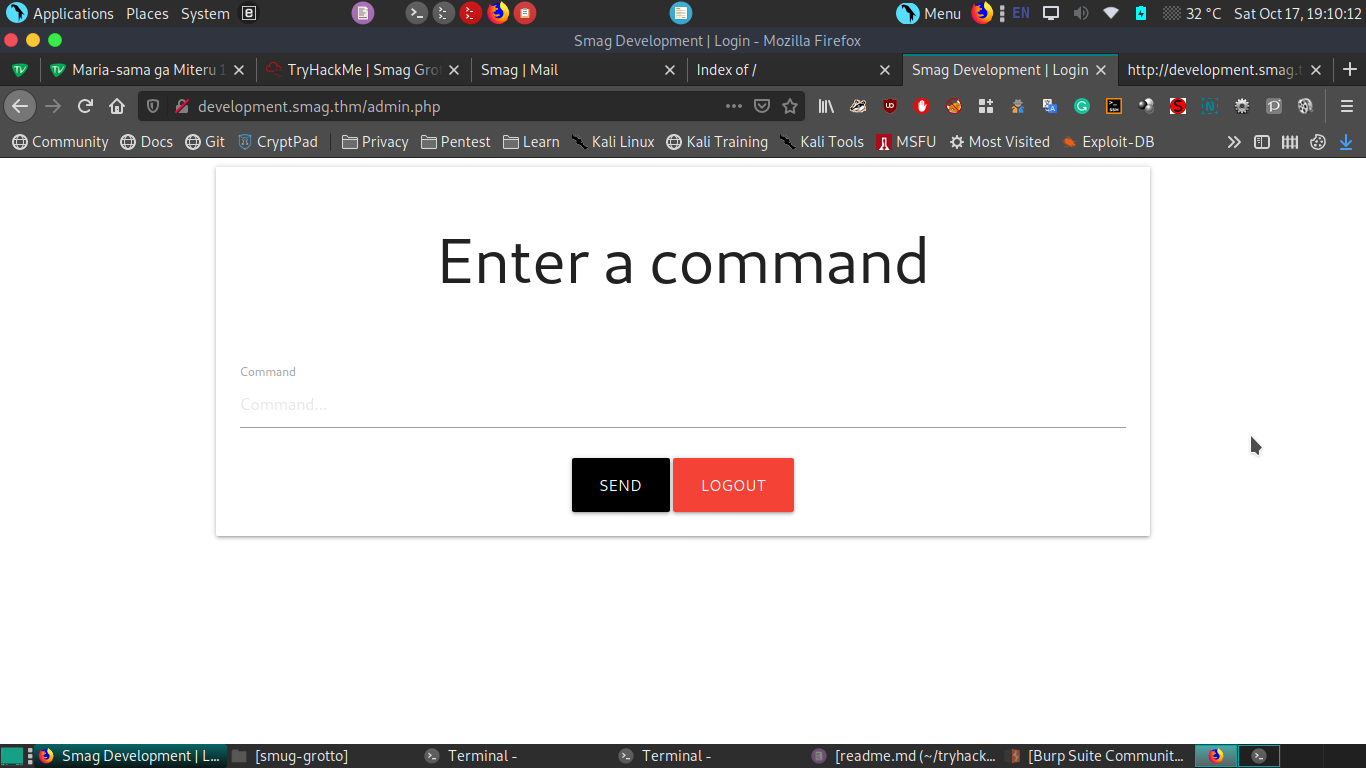 Applications Places System Menu EN 32 °C Sat Oct 17, 19:10:12
Smag Development | Login - Mozilla Firefox
Maria-sama ga Miteru 1 TryHackMe | Smag Gro Smag | Mail Index of / Smag Development | Login http://development.smag.t
development.smag.thm/admin.php
Community Docs Git CryptPad Privacy Pentest Learn Kali Linux Kali Training Kali Tools MSFU Most Visited Exploit-DB
Enter a command
Command
Command...
SEND LOGOUT
Smag Development | L... [smug-grotto] Terminal - Terminal - [readme.md (~/tryhack... [Burp Suite Communit...